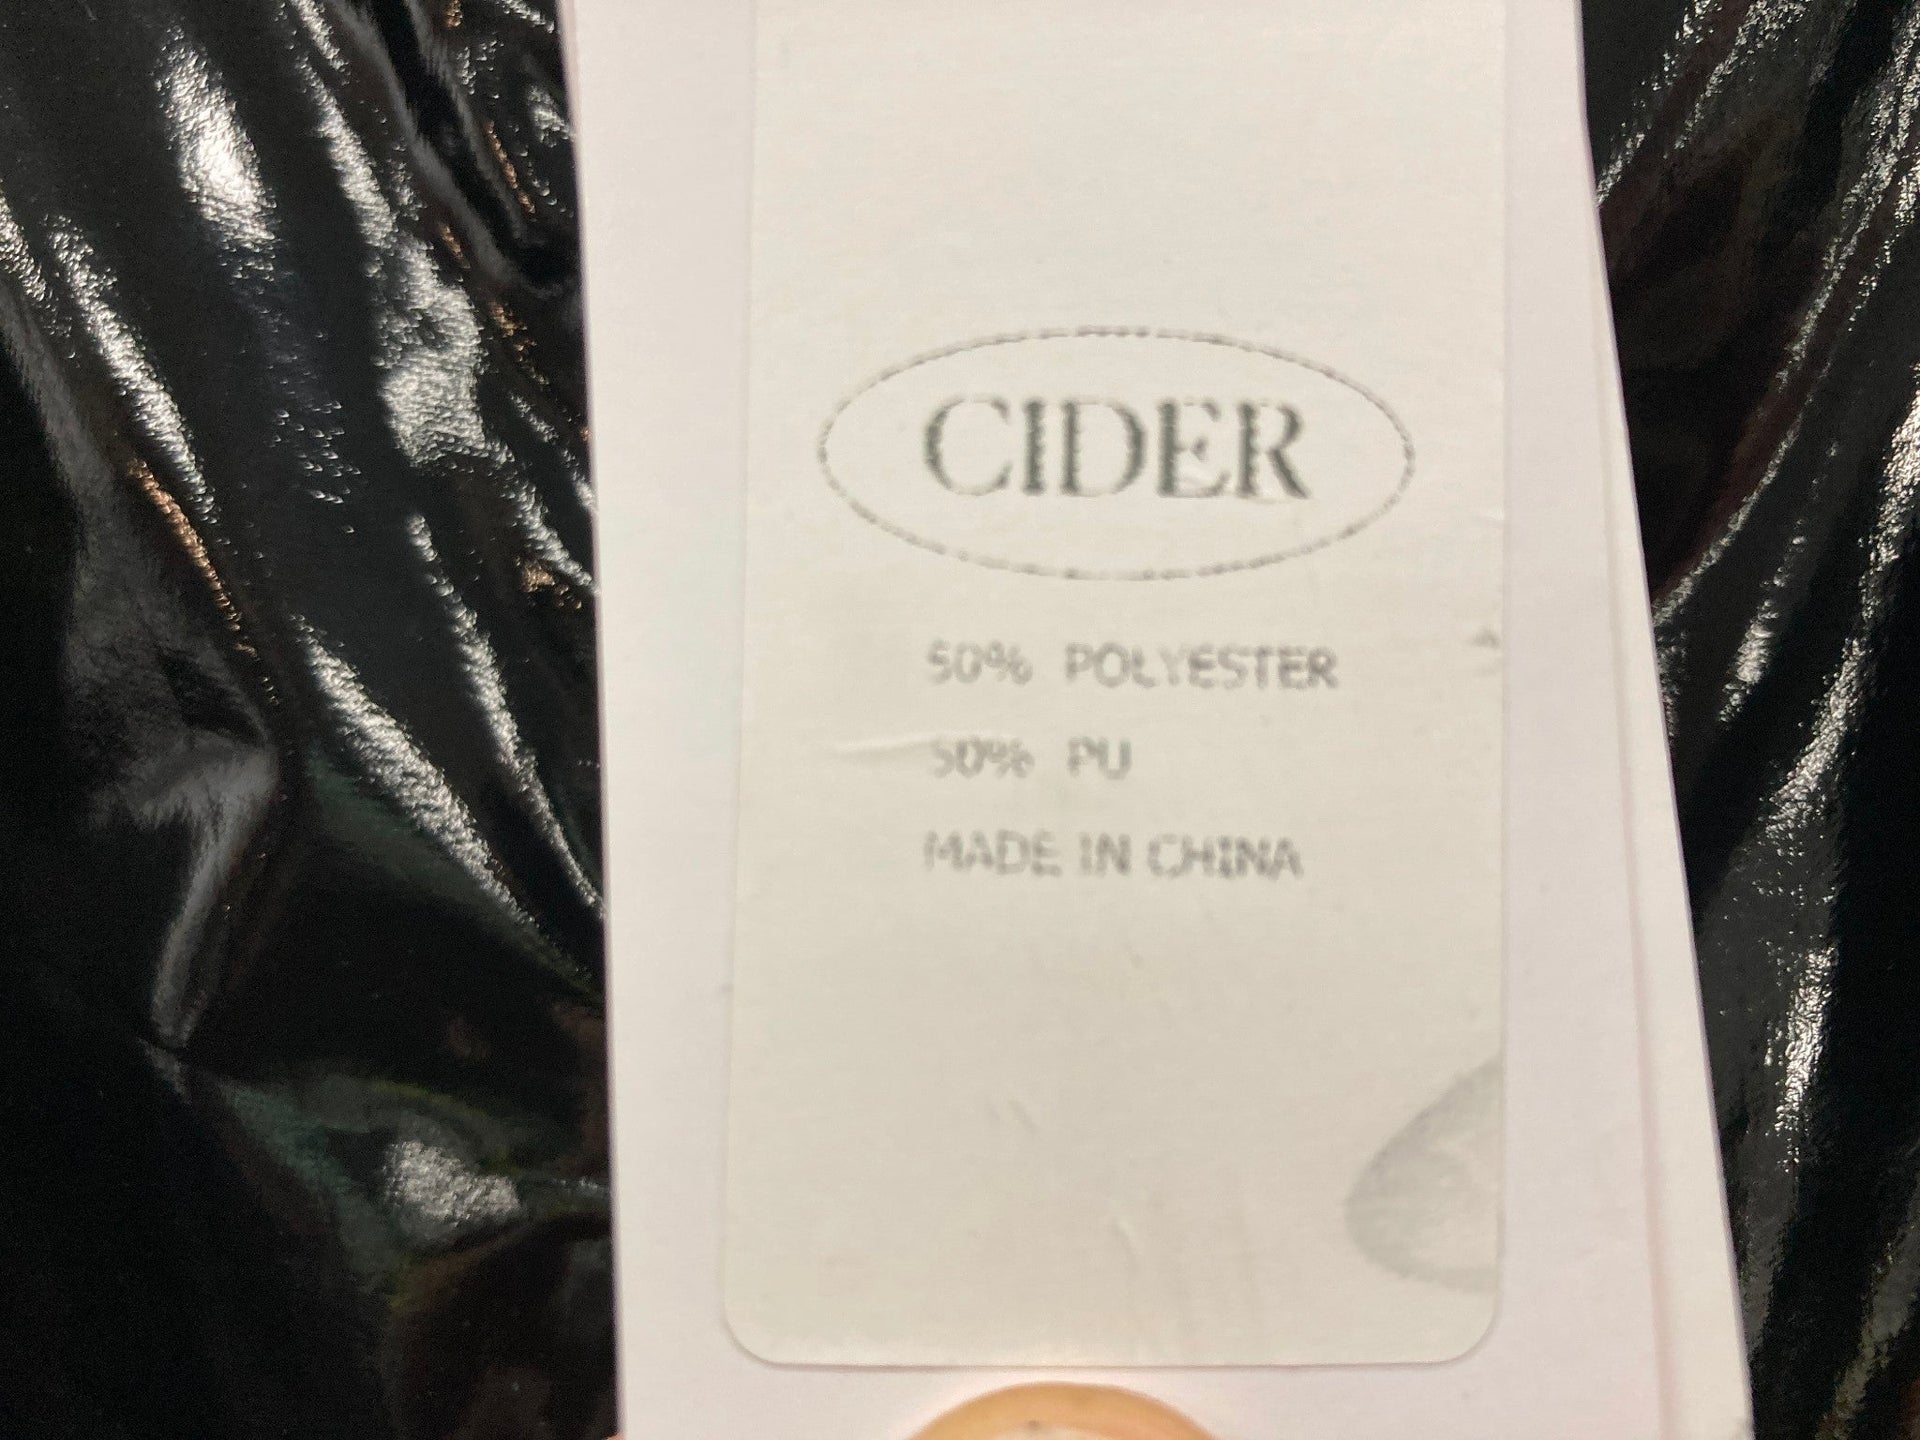 CIDER
50% POLYESTER
50% PU
MADE IN CHINA